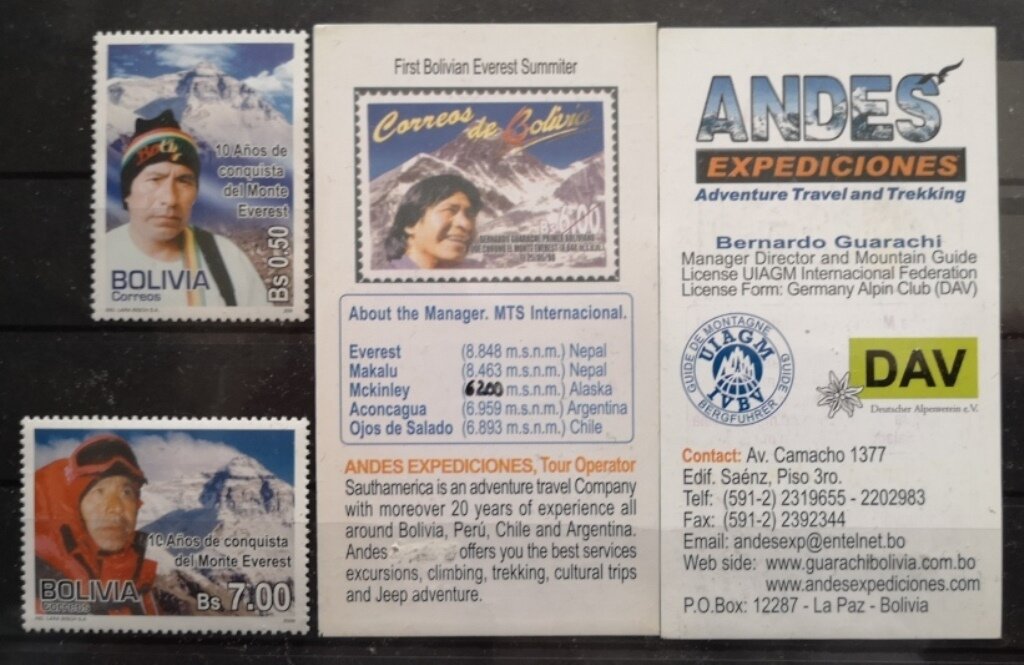 10 Años de
conquista
del Monte
Everest
BOLIVIA
Correos
Bs 0.50
10 Años de conquista
del Monte Everest
BOLIVIA
Correos
Bs 7.00
First Bolivian Everest Summiter
Correos de Bolivia
BERNARDO GUARACHI PRIMER BOLIVIANO
About the Manager. MTS Internacional.
Everest (8.848 m.s.n.m.) Nepal
Makalu (8.463 m.s.n.m.) Nepal
Mckinley 6200 m.s.n.m.) Alaska
Aconcagua (6.959 m.s.n.m.) Argentina
Ojos de Salado (6.893 m.s.n.m.) Chile
ANDES EXPEDICIONES, Tour Operator
Sauthamerica is an adventure travel Company
with moreover 20 years of experience all
around Bolivia, Perú, Chile and Argentina.
Andes offers you the best services
excursions, climbing, trekking, cultural trips
and Jeep adventure.
ANDES
EXPEDICIONES
Adventure Travel and Trekking
Bernardo Guarachi
Manager Director and Mountain Guide
License UIAGM Internacional Federation
License Form: Germany Alpin Club (DAV)
GUIDE DE MONTAGNE
GUIDE
BERGFUHRER
UIAGM
IVBV
DAV
Deutscher Alpenverein e.V.
Contact: Av. Camacho 1377
Edif. Saénz, Piso 3ro.
Telf: (591-2) 2319655 - 2202983
Fax: (591-2) 2392344
Email: andesexp@entelnet.bo
Web side: www.guarachibolivia.com.bo
www.andesexpediciones.com
P.O.Box: 12287 - La Paz - Bolivia